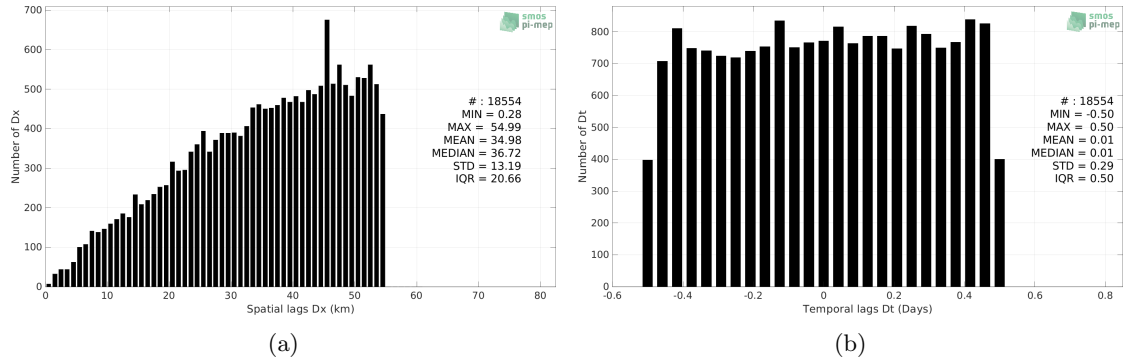 700
600
500
400
300
200
100
0
Number of Dx
0 10 20 30 40 50 60 70 80
Spatial lags Dx (km)
smos
pi-mep
# : 18554
MIN = 0.28
MAX = 54.99
MEAN = 34.98
MEDIAN = 36.72
STD = 13.19
IQR = 20.66
(a)
800
700
600
500
400
300
200
100
0
Number of Dt
-0.6 -0.4 -0.2 0 0.2 0.4 0.6 0.8
Temporal lags Dt (Days)
smos
pi-mep
# : 18554
MIN = -0.50
MAX = 0.50
MEAN = 0.01
MEDIAN = 0.01
STD = 0.29
IQR = 0.50
(b)